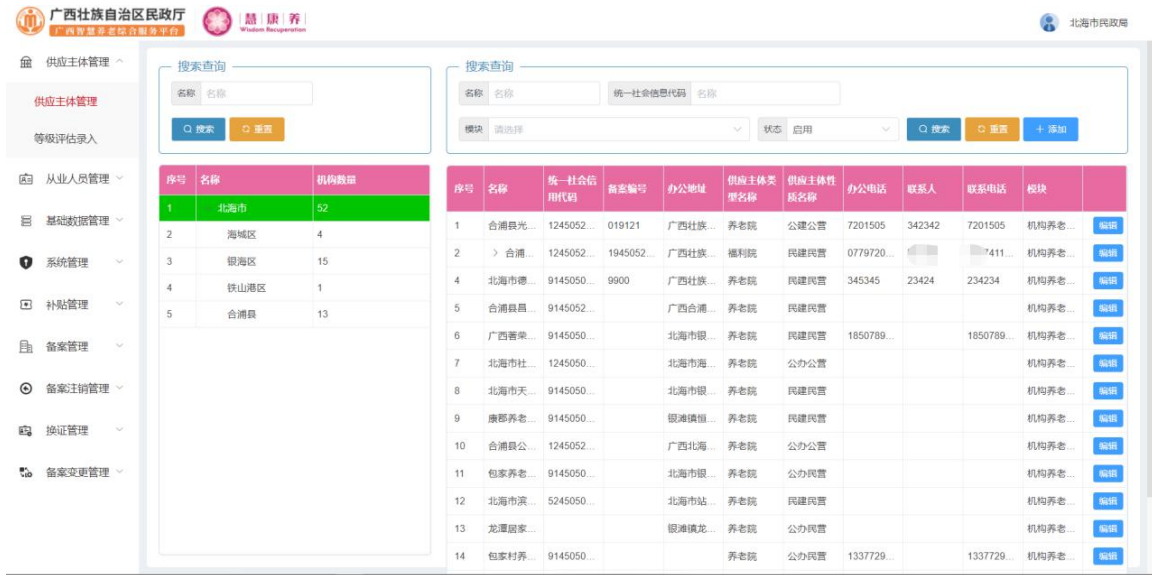 广西壮族自治区民政厅
广西智慧养老综合服务平台
慧 康 养
Wisdom Recuperation
北海市民政局
供应主体管理
供应主体管理
等级评估录入
从业人员管理
基础数据管理
系统管理
补贴管理
备案管理
备案注销管理
换证管理
备案变更管理
搜索查询
名称 名称
搜索 重置
序号 名称 机构数量
1 北海市 52
2 海城区 4
3 银海区 15
4 铁山港区 1
5 合浦县 13
搜索查询
名称 名称 统一社会信息代码 名称
模块 请选择 状态 启用 搜索 重置 + 添加
序号 名称 统一社会信用代码 备案编号 办公地址 供应主体类型名称 供应主体性质名称 办公电话 联系人 联系电话 模块
1 合浦县光... 1245052... 019121 广西壮族... 养老院 公建公营 7201505 342342 7201505 机构养老... 编辑
2 > 合浦... 1245052... 1945052... 广西壮族... 福利院 民建民营 0779720... 7411... 机构养老... 编辑
4 北海市德... 9145050... 9900 广西壮族... 养老院 民建民营 345345 23424 234234 机构养老... 编辑
5 合浦县昌... 9145052... 广西合浦... 养老院 民建民营 机构养老... 编辑
6 广西著荣... 9145050... 北海市银... 养老院 民建民营 1850789... 1850789... 机构养老... 编辑
7 北海市社... 1245050... 北海市海... 养老院 公办公营 机构养老... 编辑
8 北海市天... 9145050... 北海市银... 养老院 民建民营 机构养老... 编辑
9 康郡养老... 9145050... 银滩镇恒... 养老院 民建民营 机构养老... 编辑
10 合浦县公... 1245052... 广西北海... 养老院 公办公营 机构养老... 编辑
11 包家养老... 9145050... 北海市银... 养老院 公办民营 机构养老... 编辑
12 北海市滨... 5245050... 北海市站... 养老院 民建民营 机构养老... 编辑
13 龙潭居家... 银滩镇龙... 养老院 公办民营 机构养老... 编辑
14 包家村养... 9145050... 养老院 公办民营 1337729... 1337729... 机构养老... 编辑